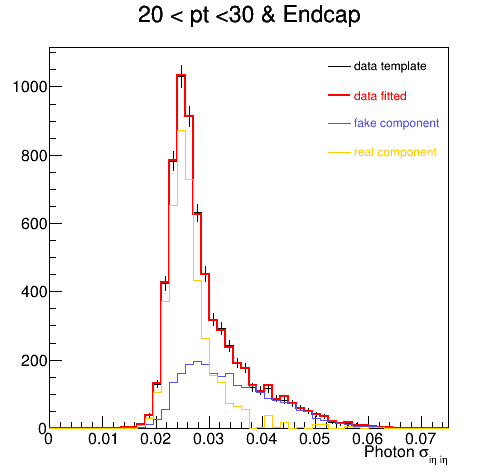 20 < pt <30 & Endcap
data template
data fitted
fake component
real component
1000
800
600
400
200
0
0 0.01 0.02 0.03 0.04 0.05 0.06 0.07
Photon σiη iη